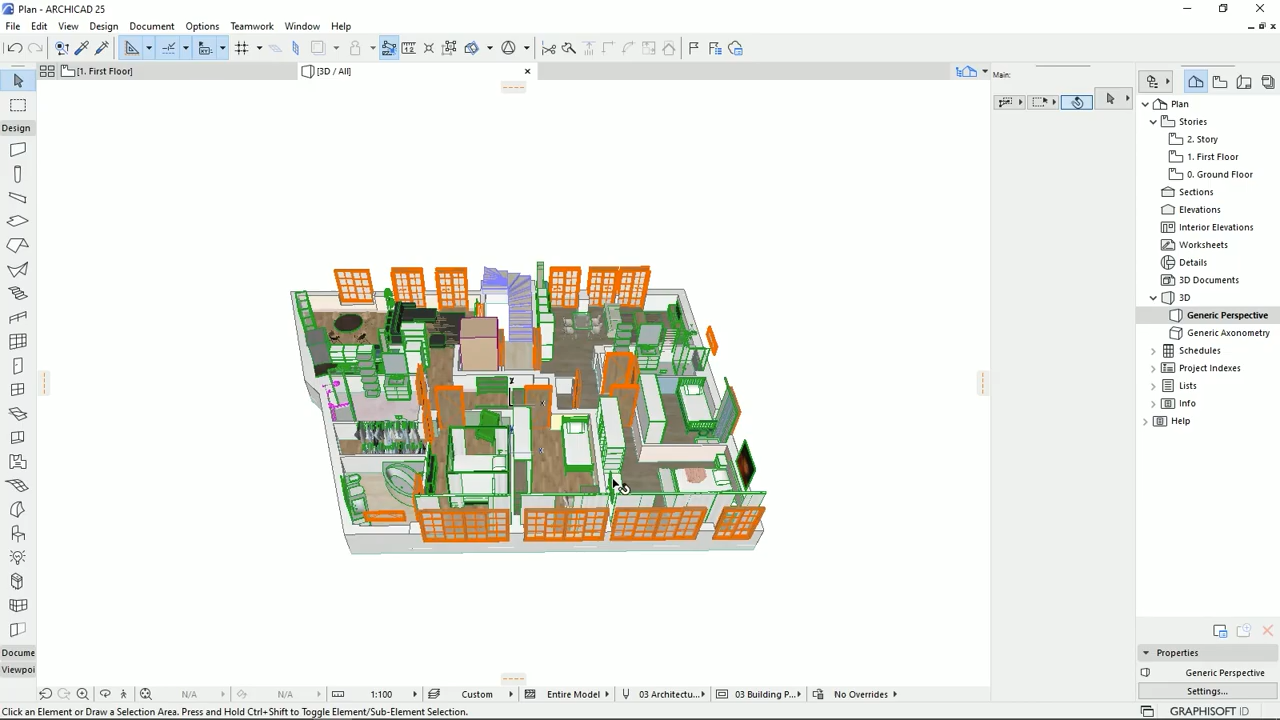 Plan - ARCHICAD 25
File Edit View Design Document Options Teamwork Window Help
[1. First Floor]
[3D / All]
Main:
Design
Plan
Stories
2. Story
1. First Floor
0. Ground Floor
Sections
Elevations
Interior Elevations
Worksheets
Details
3D Documents
3D
Generic Perspective
Generic Axonometry
Schedules
Project Indexes
Lists
Info
Help
Docume
Viewpoi
Properties
Generic Perspective
Settings...
N/A N/A 1:100 Custom Entire Model 03 Architectu... 03 Building P... No Overrides
Click an Element or Draw a Selection Area. Press and Hold Ctrl+Shift to Toggle Element/Sub-Element Selection.
GRAPHISOFT ID